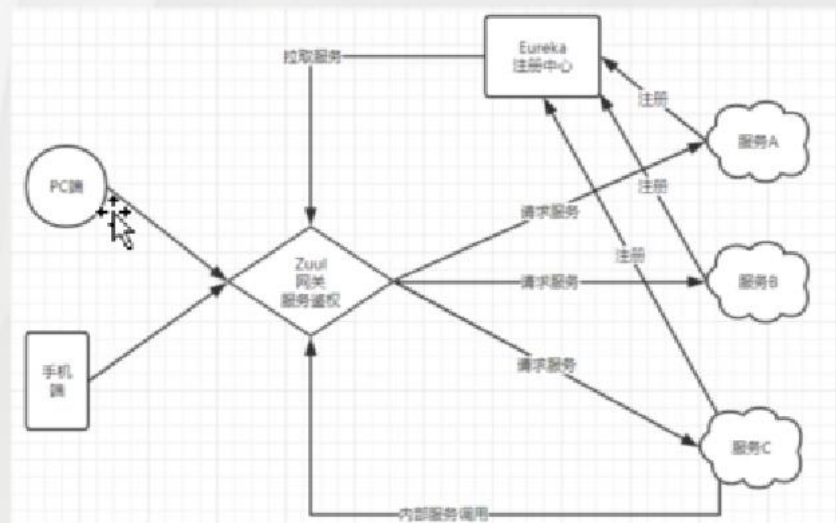 Eureka
注册中心
拉取服务
注册
服务A
PC端
注册
请求服务
注册
Zuul
网关
服务鉴权
请求服务
服务B
请求服务
手机
端
服务C
内部服务调用